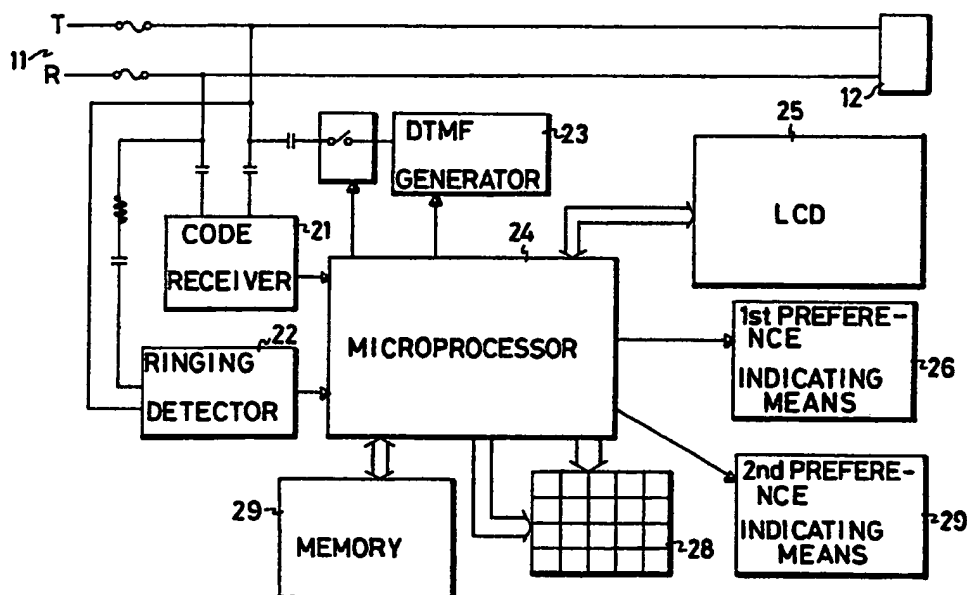 T
11
R
12
DTMF
GENERATOR
23
25
LCD
CODE
RECEIVER
21
24
MICROPROCESSOR
RINGING
DETECTOR
22
1st PREFERE-
NCE
INDICATING
MEANS
26
2nd PREFERE-
NCE
INDICATING
MEANS
29
29
MEMORY
28